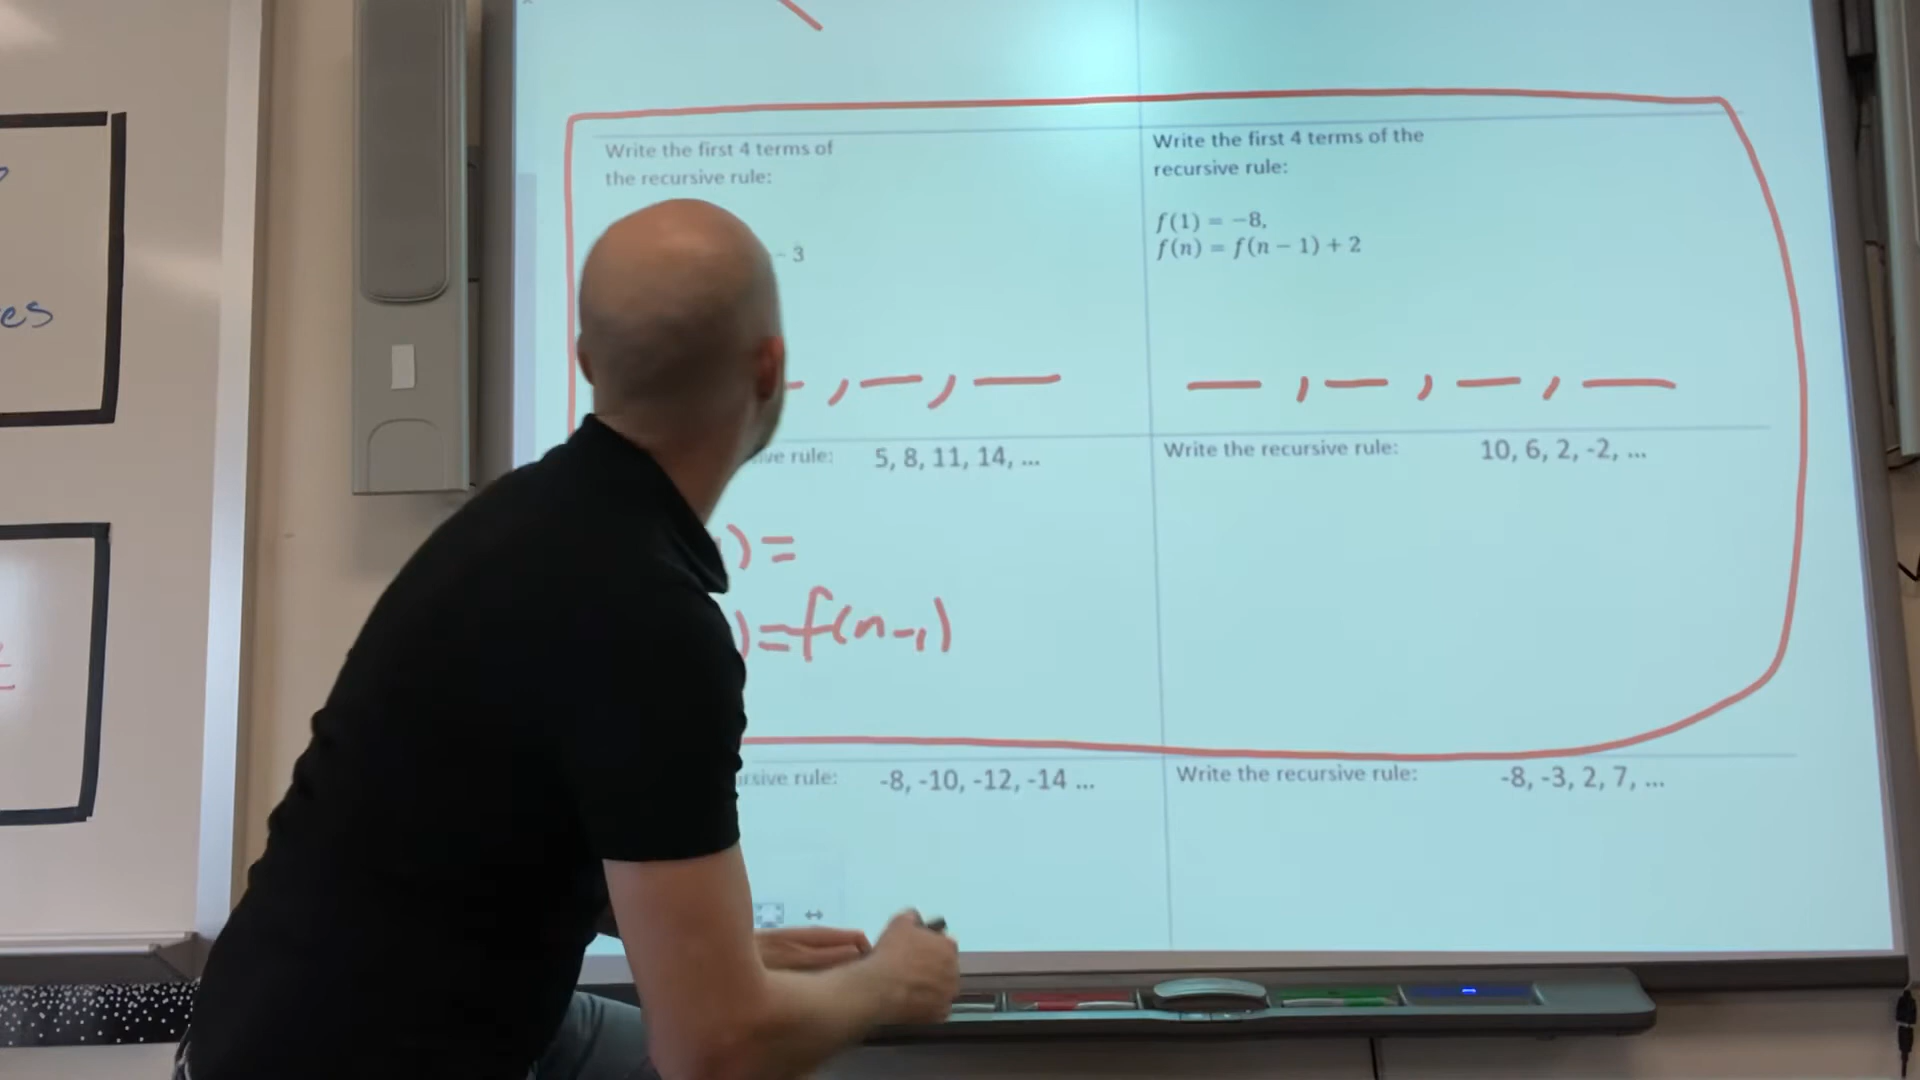 es
Write the first 4 terms of
the recursive rule:
- 3
— , — , —
Write the first 4 terms of the
recursive rule:
f(1) = −8,
f(n) = f(n − 1) + 2
— , — , — , —
rule: 5, 8, 11, 14, ...
) =
) = f(n-1)
Write the recursive rule: 10, 6, 2, -2, ...
rule: -8, -10, -12, -14 ...
Write the recursive rule: -8, -3, 2, 7, ...